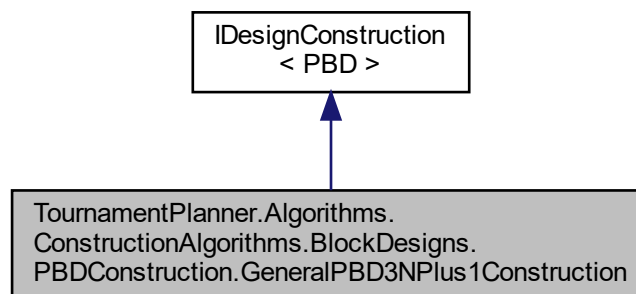 IDesignConstruction
< PBD >
TournamentPlanner.Algorithms.
ConstructionAlgorithms.BlockDesigns.
PBDConstruction.GeneralPBD3NPlus1Construction